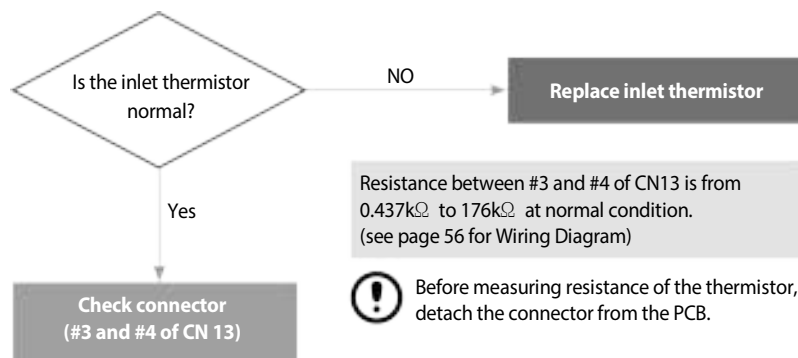 Is the inlet thermistor
normal?
NO
Replace inlet thermistor
Yes
Resistance between #3 and #4 of CN13 is from
0.437kΩ to 176kΩ at normal condition.
(see page 56 for Wiring Diagram)
Check connector
(#3 and #4 of CN 13)
Before measuring resistance of the thermistor,
detach the connector from the PCB.